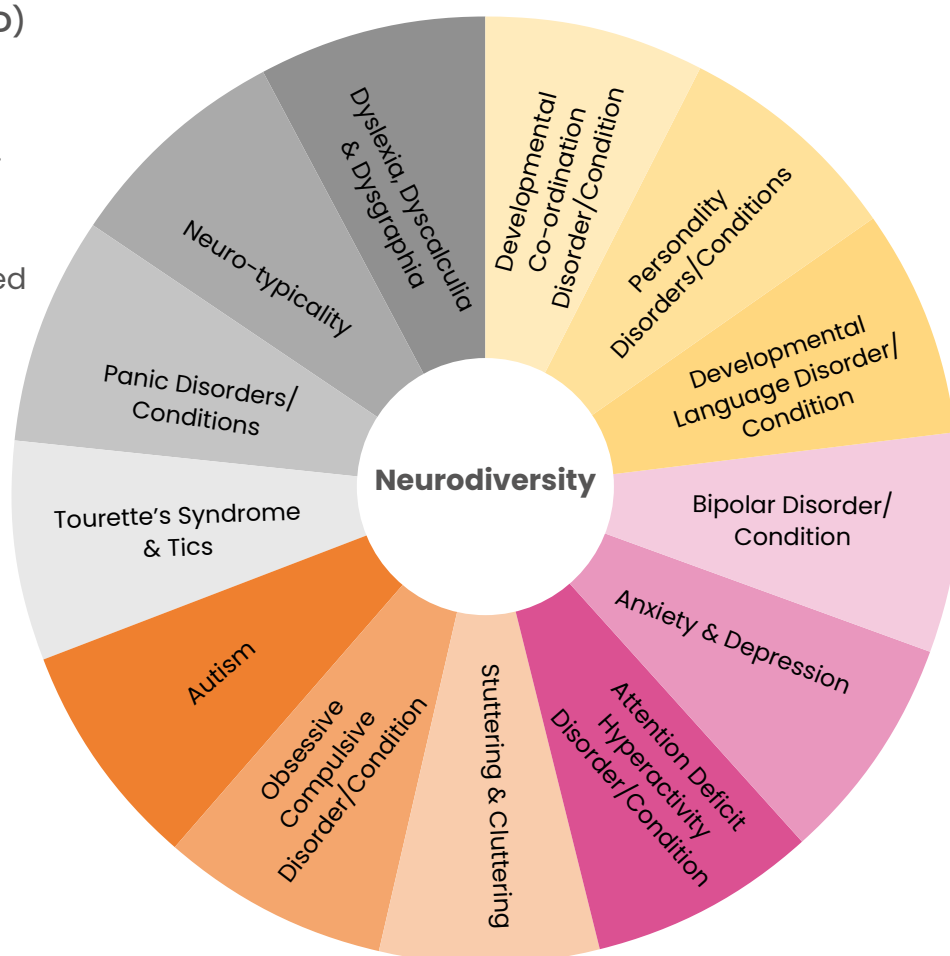 D)
ed
Developmental
Co-ordination
Disorder/Condition
Personality
Disorders/Conditions
Developmental
Language Disorder/
Condition
Bipolar Disorder/
Condition
Anxiety & Depression
Attention Deficit
Hyperactivity
Disorder/Condition
Stuttering & Cluttering
Obsessive
Compulsive
Disorder/Condition
Autism
Tourette’s Syndrome
& Tics
Panic Disorders/
Conditions
Neuro-typicality
Dyslexia, Dyscalculia
& Dysgraphia
Neurodiversity